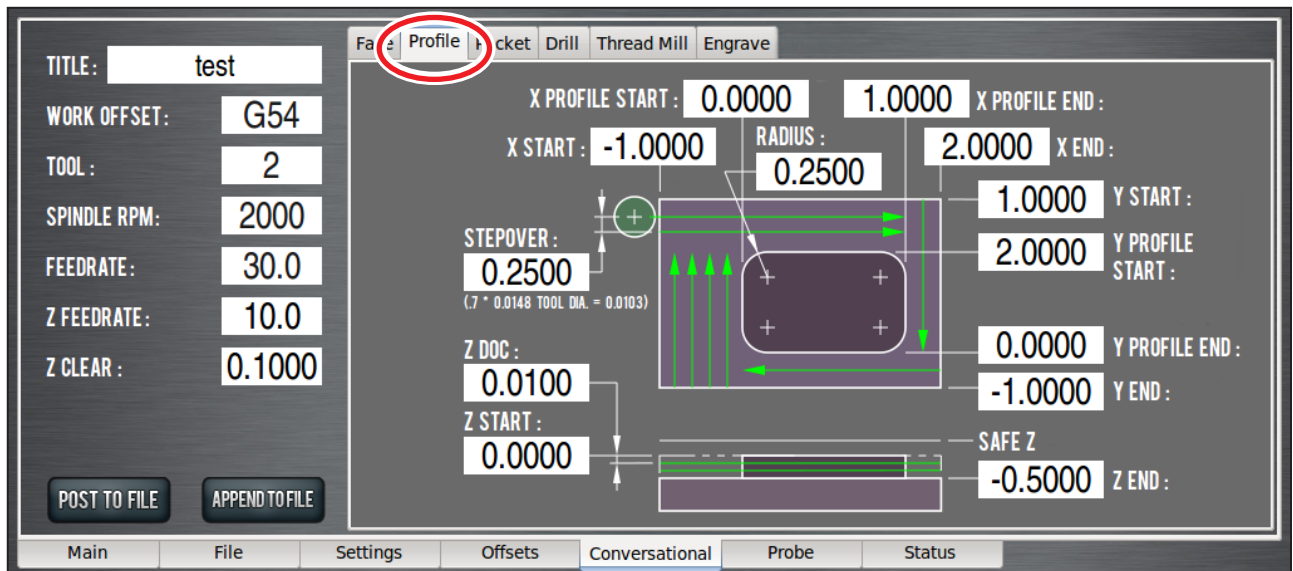 Face Profile Pocket Drill Thread Mill Engrave
TITLE: test
WORK OFFSET: G54
TOOL: 2
SPINDLE RPM: 2000
FEEDRATE: 30.0
Z FEEDRATE: 10.0
Z CLEAR: 0.1000
POST TO FILE APPEND TO FILE
X PROFILE START: 0.0000 1.0000 X PROFILE END:
X START: -1.0000 RADIUS: 2.0000 X END:
0.2500
1.0000 Y START:
STEPOVER: 2.0000 Y PROFILE
START:
0.2500
(.7 * 0.0148 TOOL DIA. = 0.0103)
Z DOC: 0.0000 Y PROFILE END:
0.0100 -1.0000 Y END:
Z START: SAFE Z
0.0000 -0.5000 Z END:
Main File Settings Offsets Conversational Probe Status